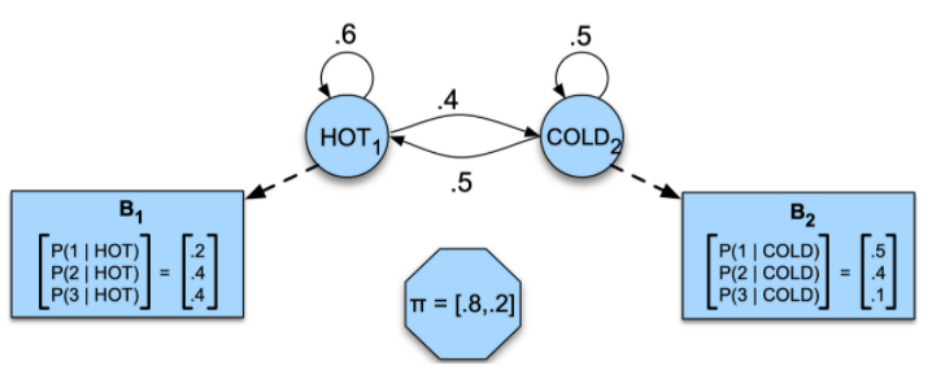 .6
.5
.4
HOT1
COLD2
.5
B1
P(1 | HOT)
P(2 | HOT)
P(3 | HOT)
=
.2
.4
.4
B2
P(1 | COLD)
P(2 | COLD)
P(3 | COLD)
=
.5
.4
.1
π = [.8,.2]